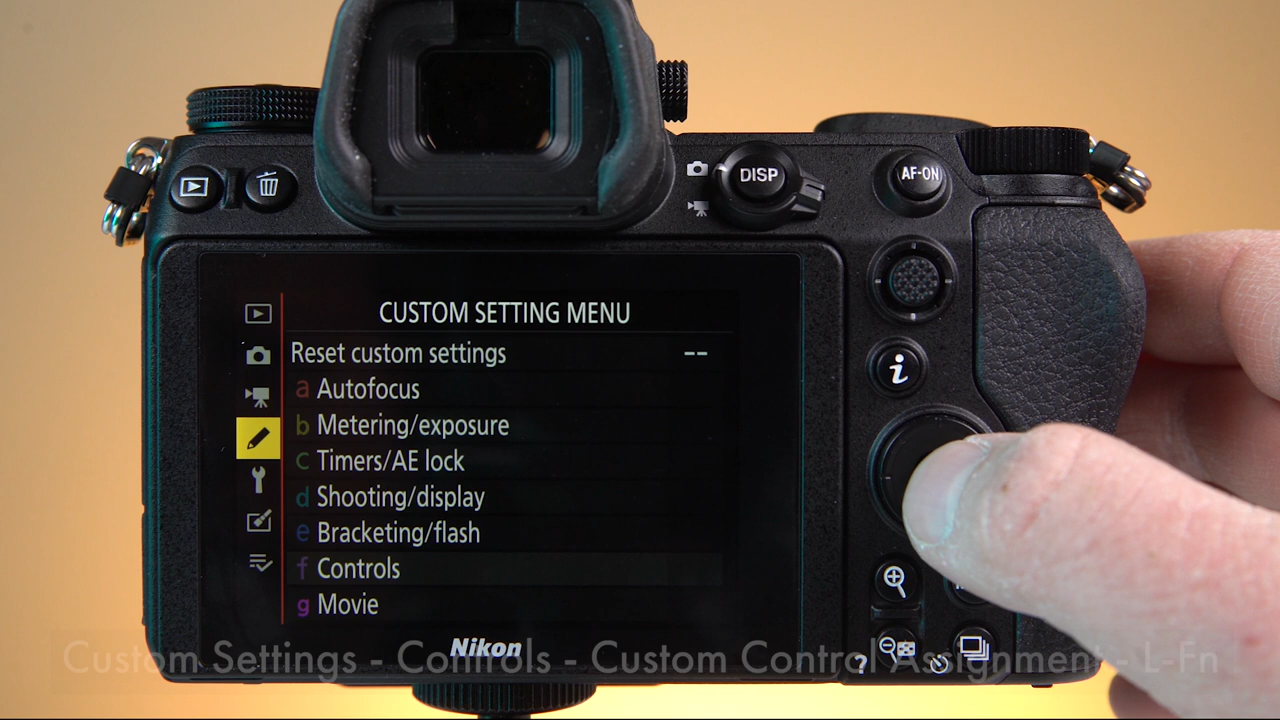 DISP
AF-ON
CUSTOM SETTING MENU
Reset custom settings --
a Autofocus
b Metering/exposure
c Timers/AE lock
d Shooting/display
e Bracketing/flash
f Controls
g Movie
i
Nikon
?
Custom Settings - Controls - Custom Control Assignment - L-Fn